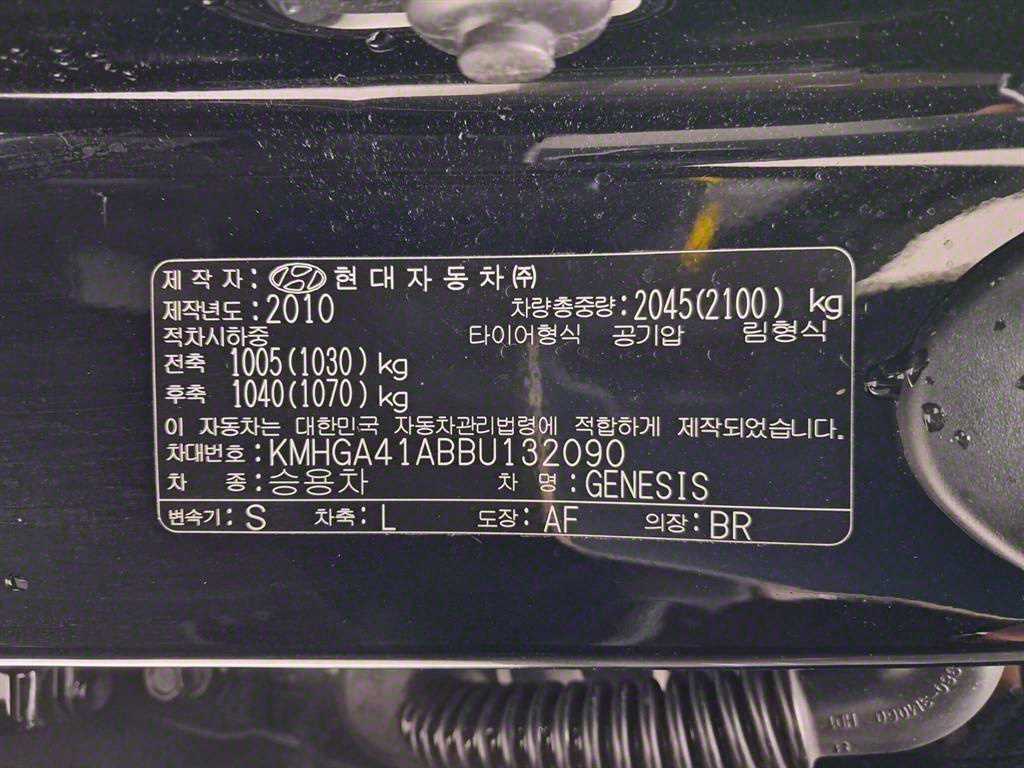 제작자: 현대자동차㈜
제작년도: 2010 차량총중량: 2045(2100) kg
적차시하중 타이어형식 공기압 림형식
전축 1005(1030) kg
후축 1040(1070) kg
이 자동차는 대한민국 자동차관리법령에 적합하게 제작되었습니다.
차대번호: KMHGA41ABBU132090
차 종: 승용차 차 명: GENESIS
변속기: S 차축: L 도장: AF 의장: BR